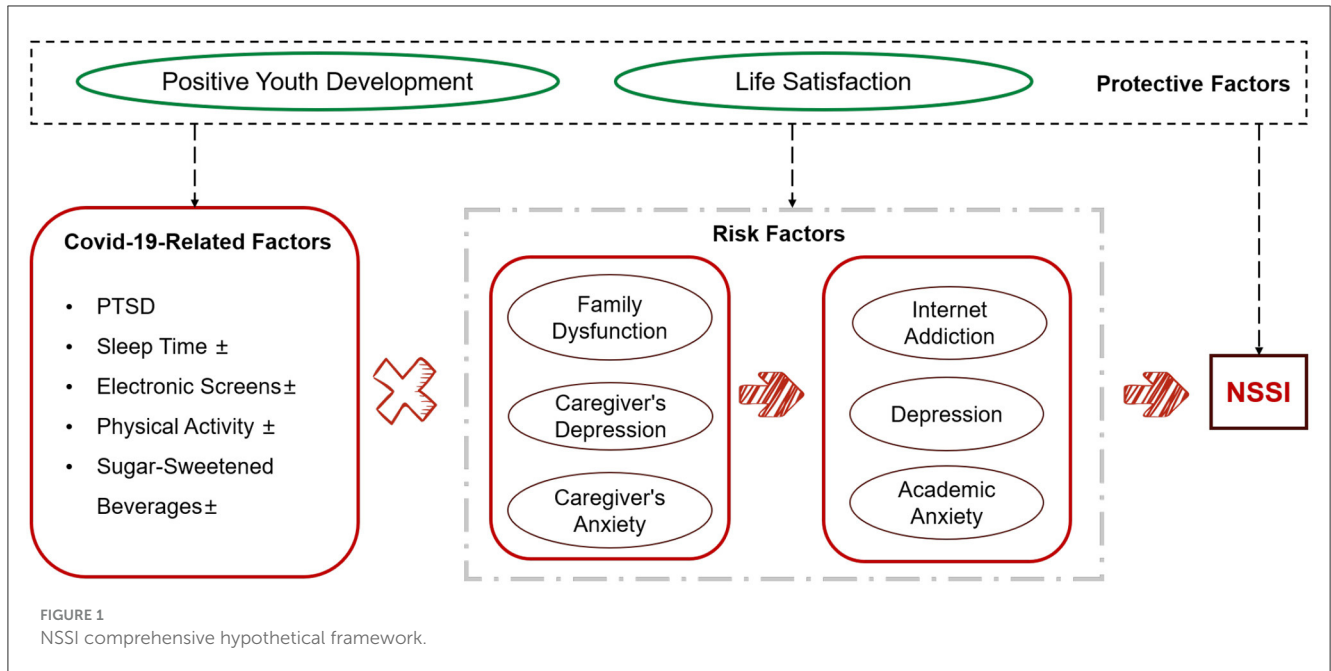 Positive Youth Development
Life Satisfaction
Protective Factors
Covid-19-Related Factors
• PTSD
• Sleep Time ±
• Electronic Screens±
• Physical Activity ±
• Sugar-Sweetened
Beverages±
Risk Factors
Family
Dysfunction
Caregiver's
Depression
Caregiver's
Anxiety
Internet
Addiction
Depression
Academic
Anxiety
NSSI
FIGURE 1
NSSI comprehensive hypothetical framework.